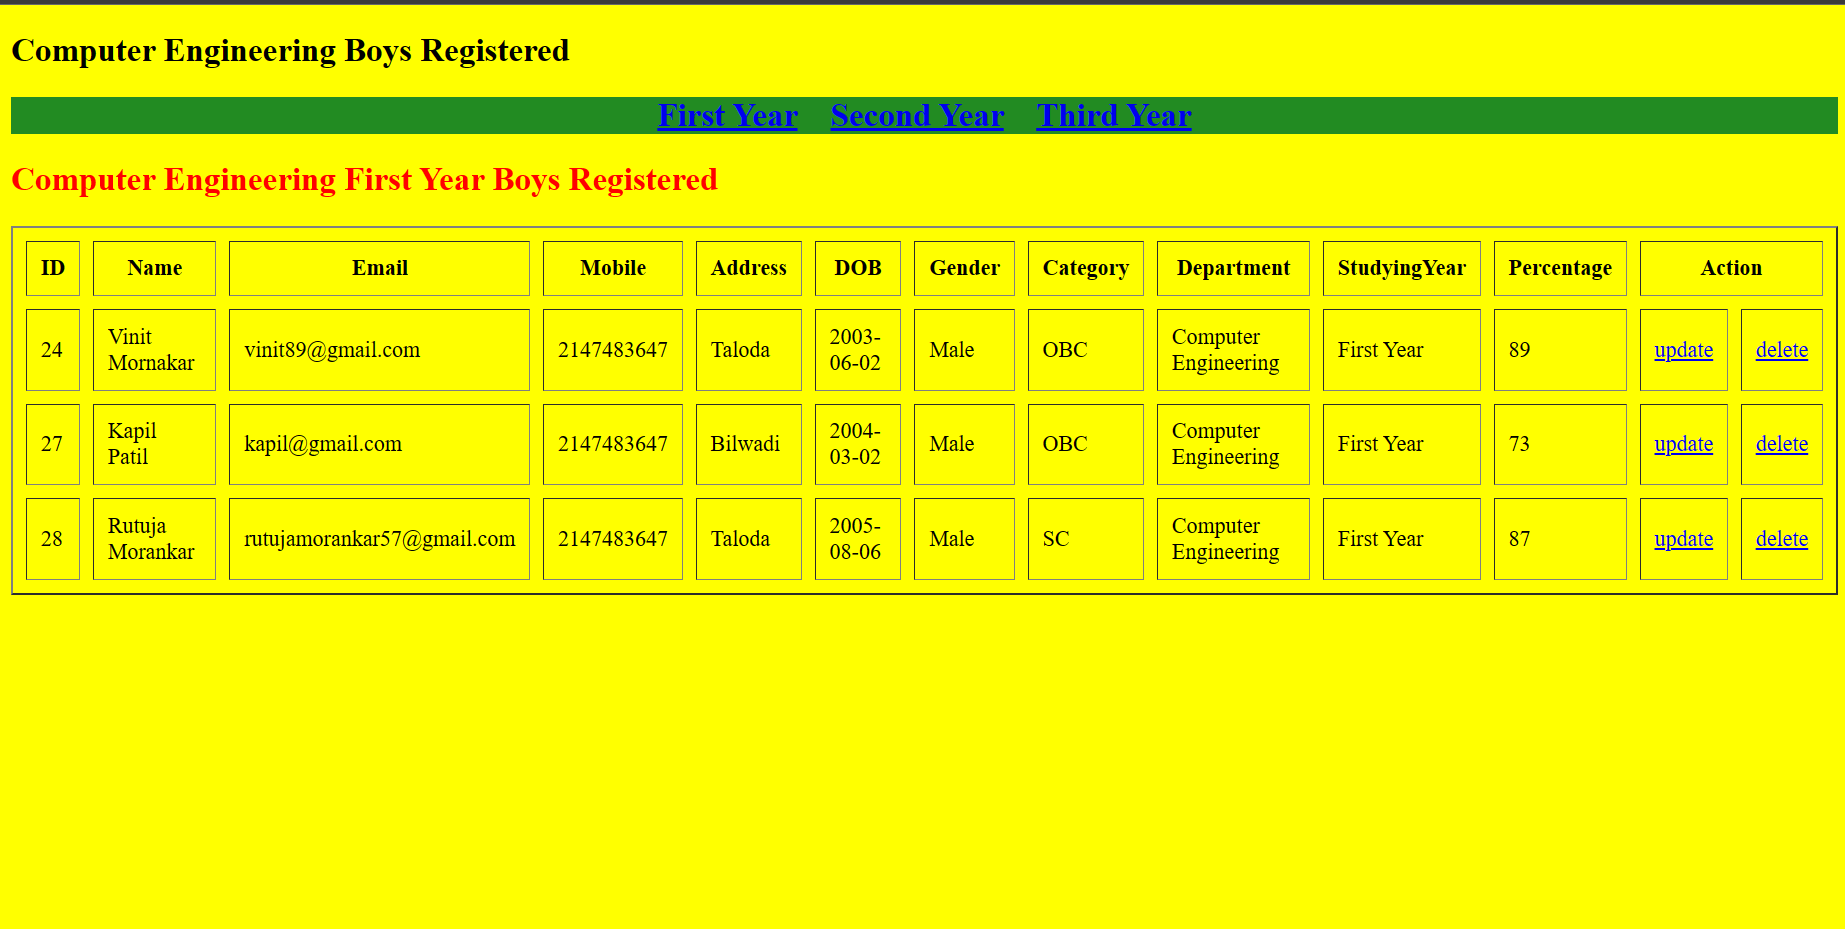 Computer Engineering Boys Registered
First Year Second Year Third Year
Computer Engineering First Year Boys Registered
ID Name Email Mobile Address DOB Gender Category Department StudyingYear Percentage Action
24 Vinit Mornakar vinit89@gmail.com 2147483647 Taloda 2003-06-02 Male OBC Computer Engineering First Year 89 update delete
27 Kapil Patil kapil@gmail.com 2147483647 Bilwadi 2004-03-02 Male OBC Computer Engineering First Year 73 update delete
28 Rutuja Morankar rutujamorankar57@gmail.com 2147483647 Taloda 2005-08-06 Male SC Computer Engineering First Year 87 update delete